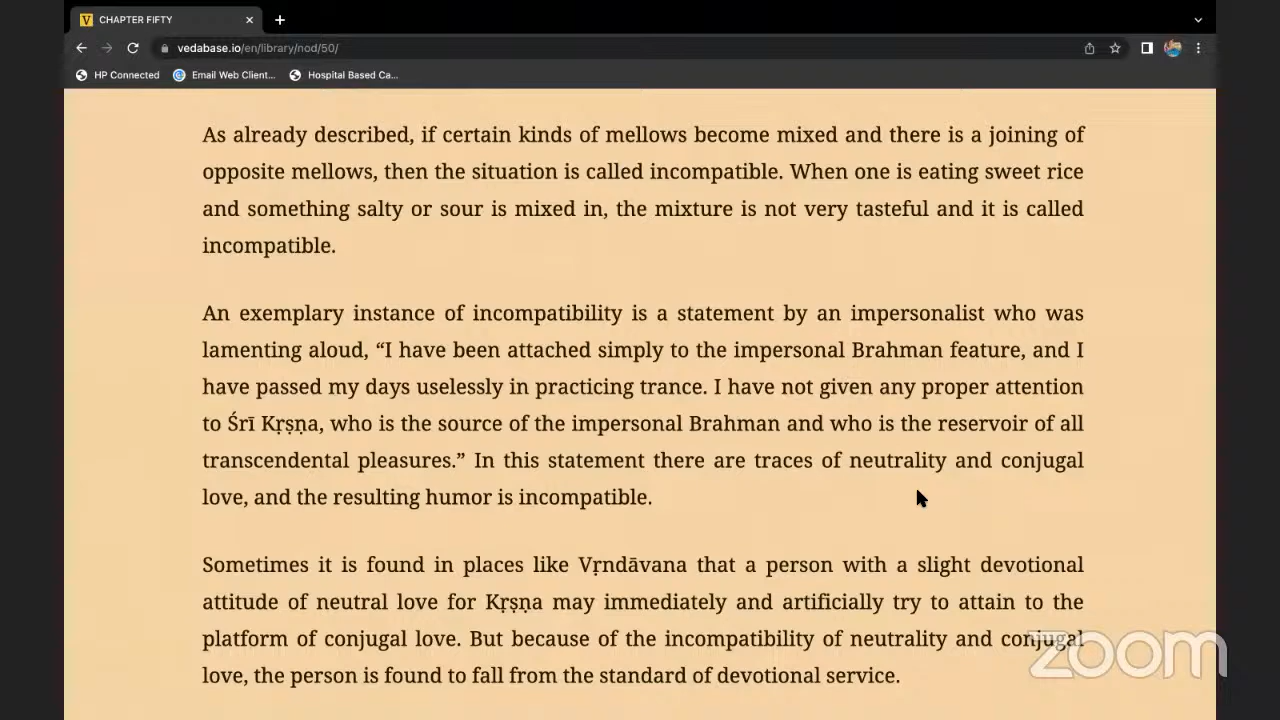 CHAPTER FIFTY
vedabase.io/en/library/nod/50/
HP Connected
Email Web Client...
Hospital Based Ca...
As already described, if certain kinds of mellows become mixed and there is a joining of
opposite mellows, then the situation is called incompatible. When one is eating sweet rice
and something salty or sour is mixed in, the mixture is not very tasteful and it is called
incompatible.
An exemplary instance of incompatibility is a statement by an impersonalist who was
lamenting aloud, “I have been attached simply to the impersonal Brahman feature, and I
have passed my days uselessly in practicing trance. I have not given any proper attention
to Śrī Kṛṣṇa, who is the source of the impersonal Brahman and who is the reservoir of all
transcendental pleasures.” In this statement there are traces of neutrality and conjugal
love, and the resulting humor is incompatible.
Sometimes it is found in places like Vṛndāvana that a person with a slight devotional
attitude of neutral love for Kṛṣṇa may immediately and artificially try to attain to the
platform of conjugal love. But because of the incompatibility of neutrality and conjugal
love, the person is found to fall from the standard of devotional service.
zoom